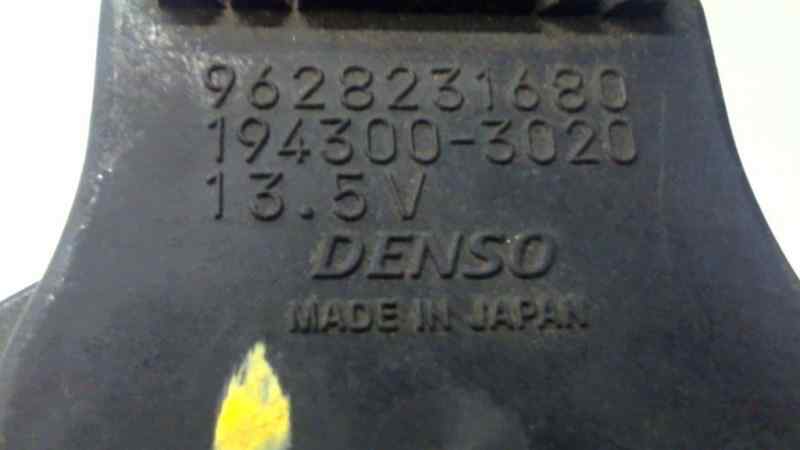 9628231680
194300-3020
13.5V
DENSO
MADE IN JAPAN